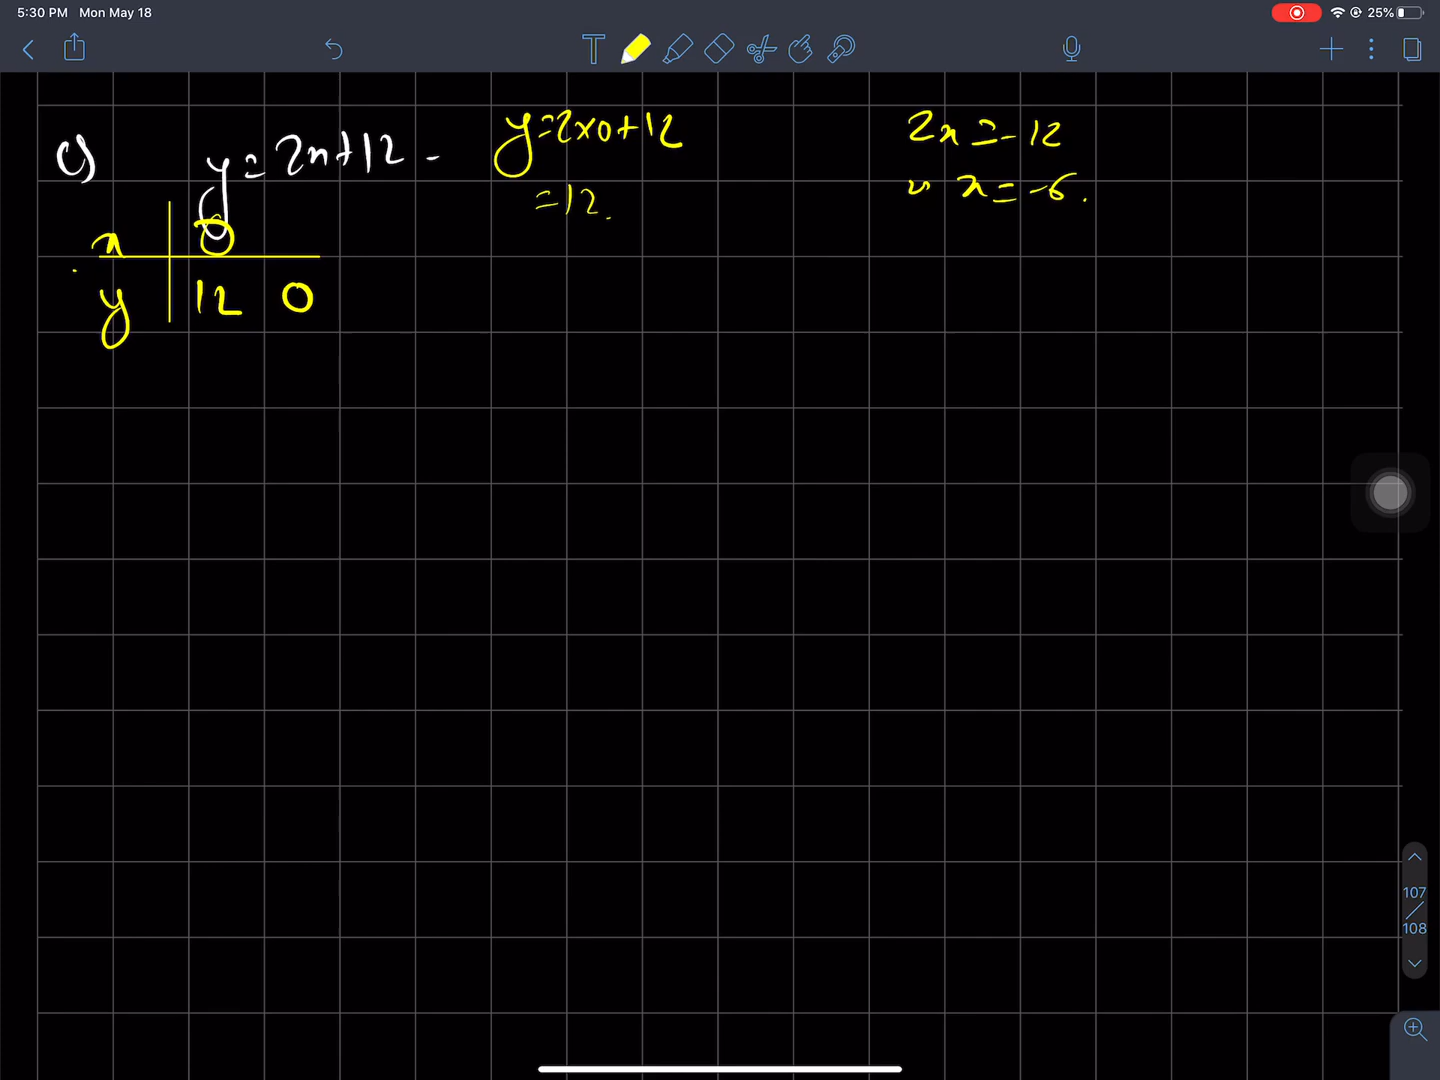 5:30 PM Mon May 18
25%
c) y = 2x + 12 -
y = 2x0 + 12
= 12.
2x = -12
x = -6.
x 0
y 12 0
107
108